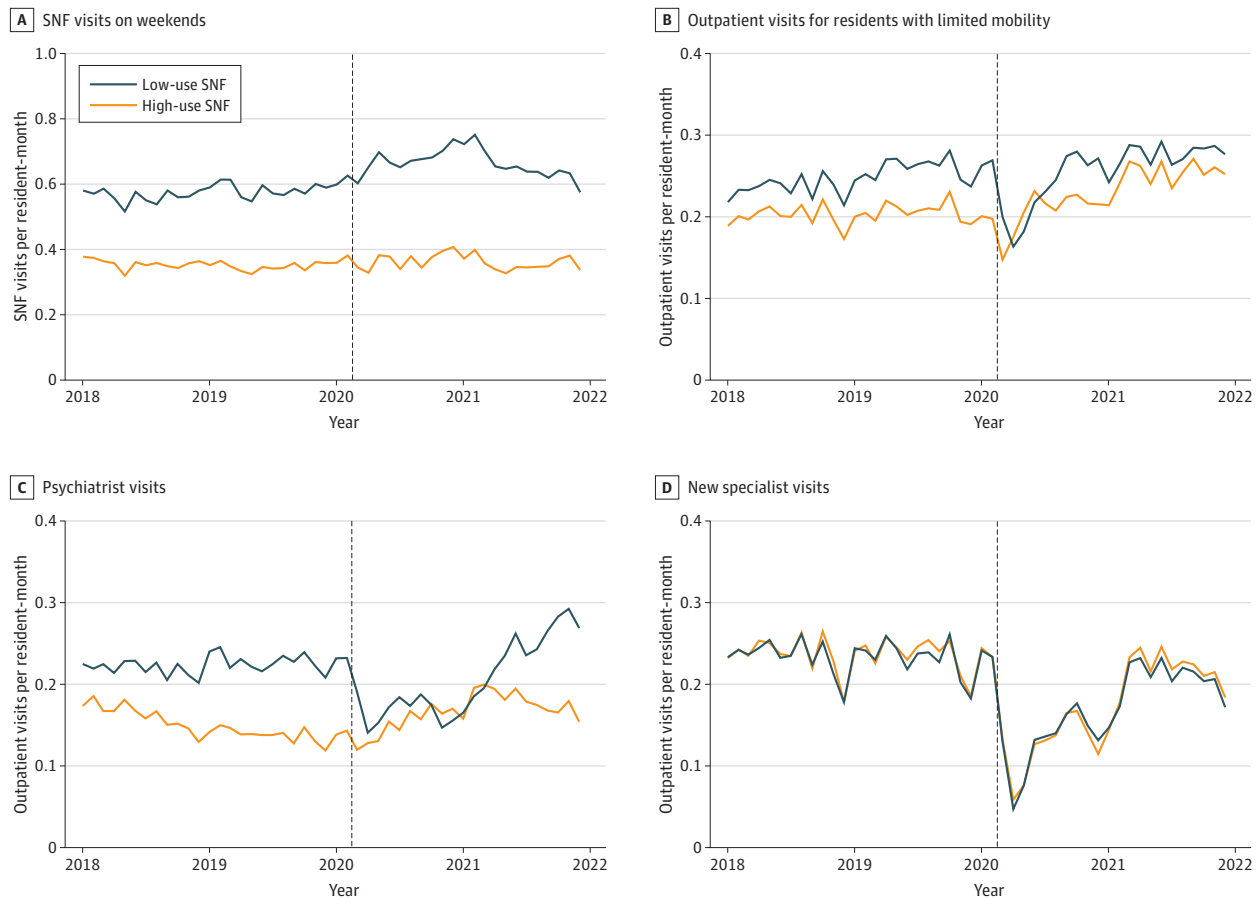 A SNF visits on weekends
SNF visits per resident-month
1.0
0.8
0.6
0.4
0.2
0
Low-use SNF
High-use SNF
2018 2019 2020 2021 2022
Year
B Outpatient visits for residents with limited mobility
Outpatient visits per resident-month
0.4
0.3
0.2
0.1
0
2018 2019 2020 2021 2022
Year
C Psychiatrist visits
Outpatient visits per resident-month
0.4
0.3
0.2
0.1
0
2018 2019 2020 2021 2022
Year
D New specialist visits
Outpatient visits per resident-month
0.4
0.3
0.2
0.1
0
2018 2019 2020 2021 2022
Year